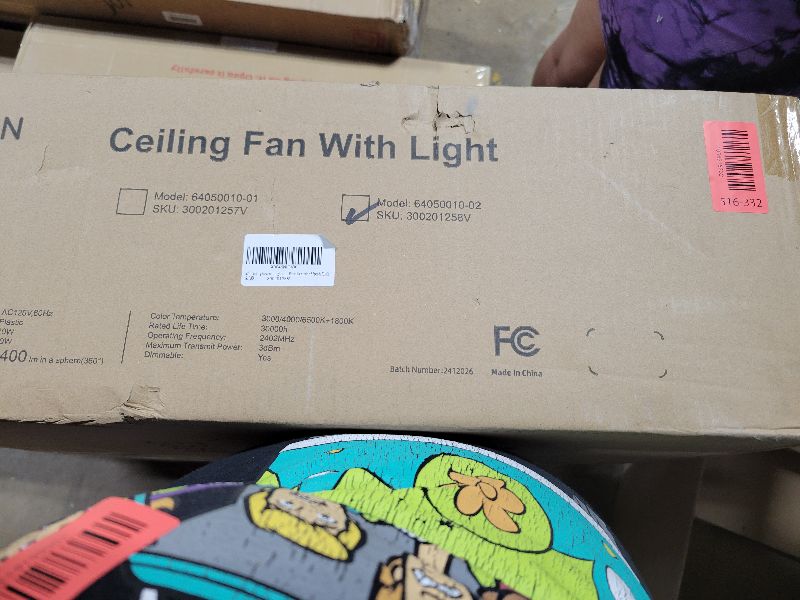 N
Ceiling Fan With Light
Model: 64050010-01
SKU: 300201257V
Model: 64050010-02
SKU: 300201258V
516-332
AC120V,60Hz
Plastic
Color Temperature: 3000/4000/6500K+1800K
Rated Life Time: 30000h
Operating Frequency: 2402MHz
Maximum Transmit Power: 3dBm
Dimmable: Yes
400 lm in a sphere(360°)
FC
Batch Number:2412026
Made In China